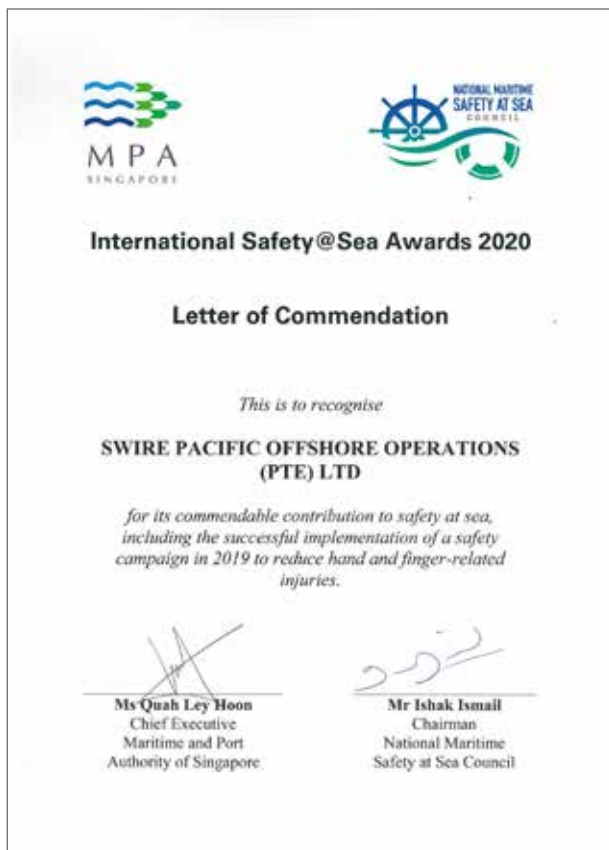 MPA
SINGAPORE
NATIONAL MARITIME
SAFETY AT SEA
COUNCIL
International Safety@Sea Awards 2020
Letter of Commendation
This is to recognise
SWIRE PACIFIC OFFSHORE OPERATIONS
(PTE) LTD
for its commendable contribution to safety at sea,
including the successful implementation of a safety
campaign in 2019 to reduce hand and finger-related
injuries.
Ms Quah Ley Hoon
Chief Executive
Maritime and Port
Authority of Singapore
Mr Ishak Ismail
Chairman
National Maritime
Safety at Sea Council